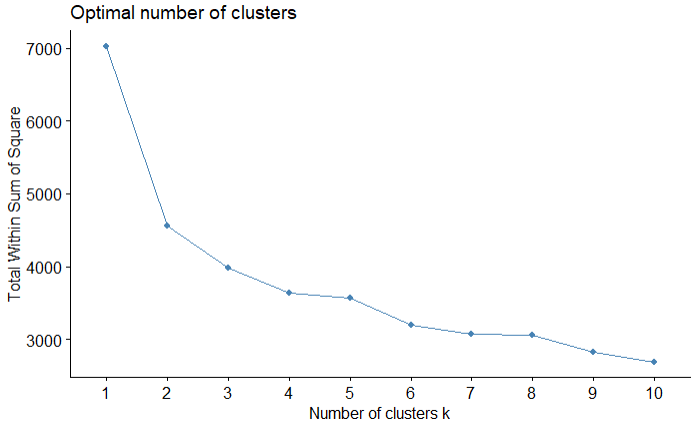 Optimal number of clusters
7000
6000
5000
4000
3000
Total Within Sum of Square
1 2 3 4 5 6 7 8 9 10
Number of clusters k